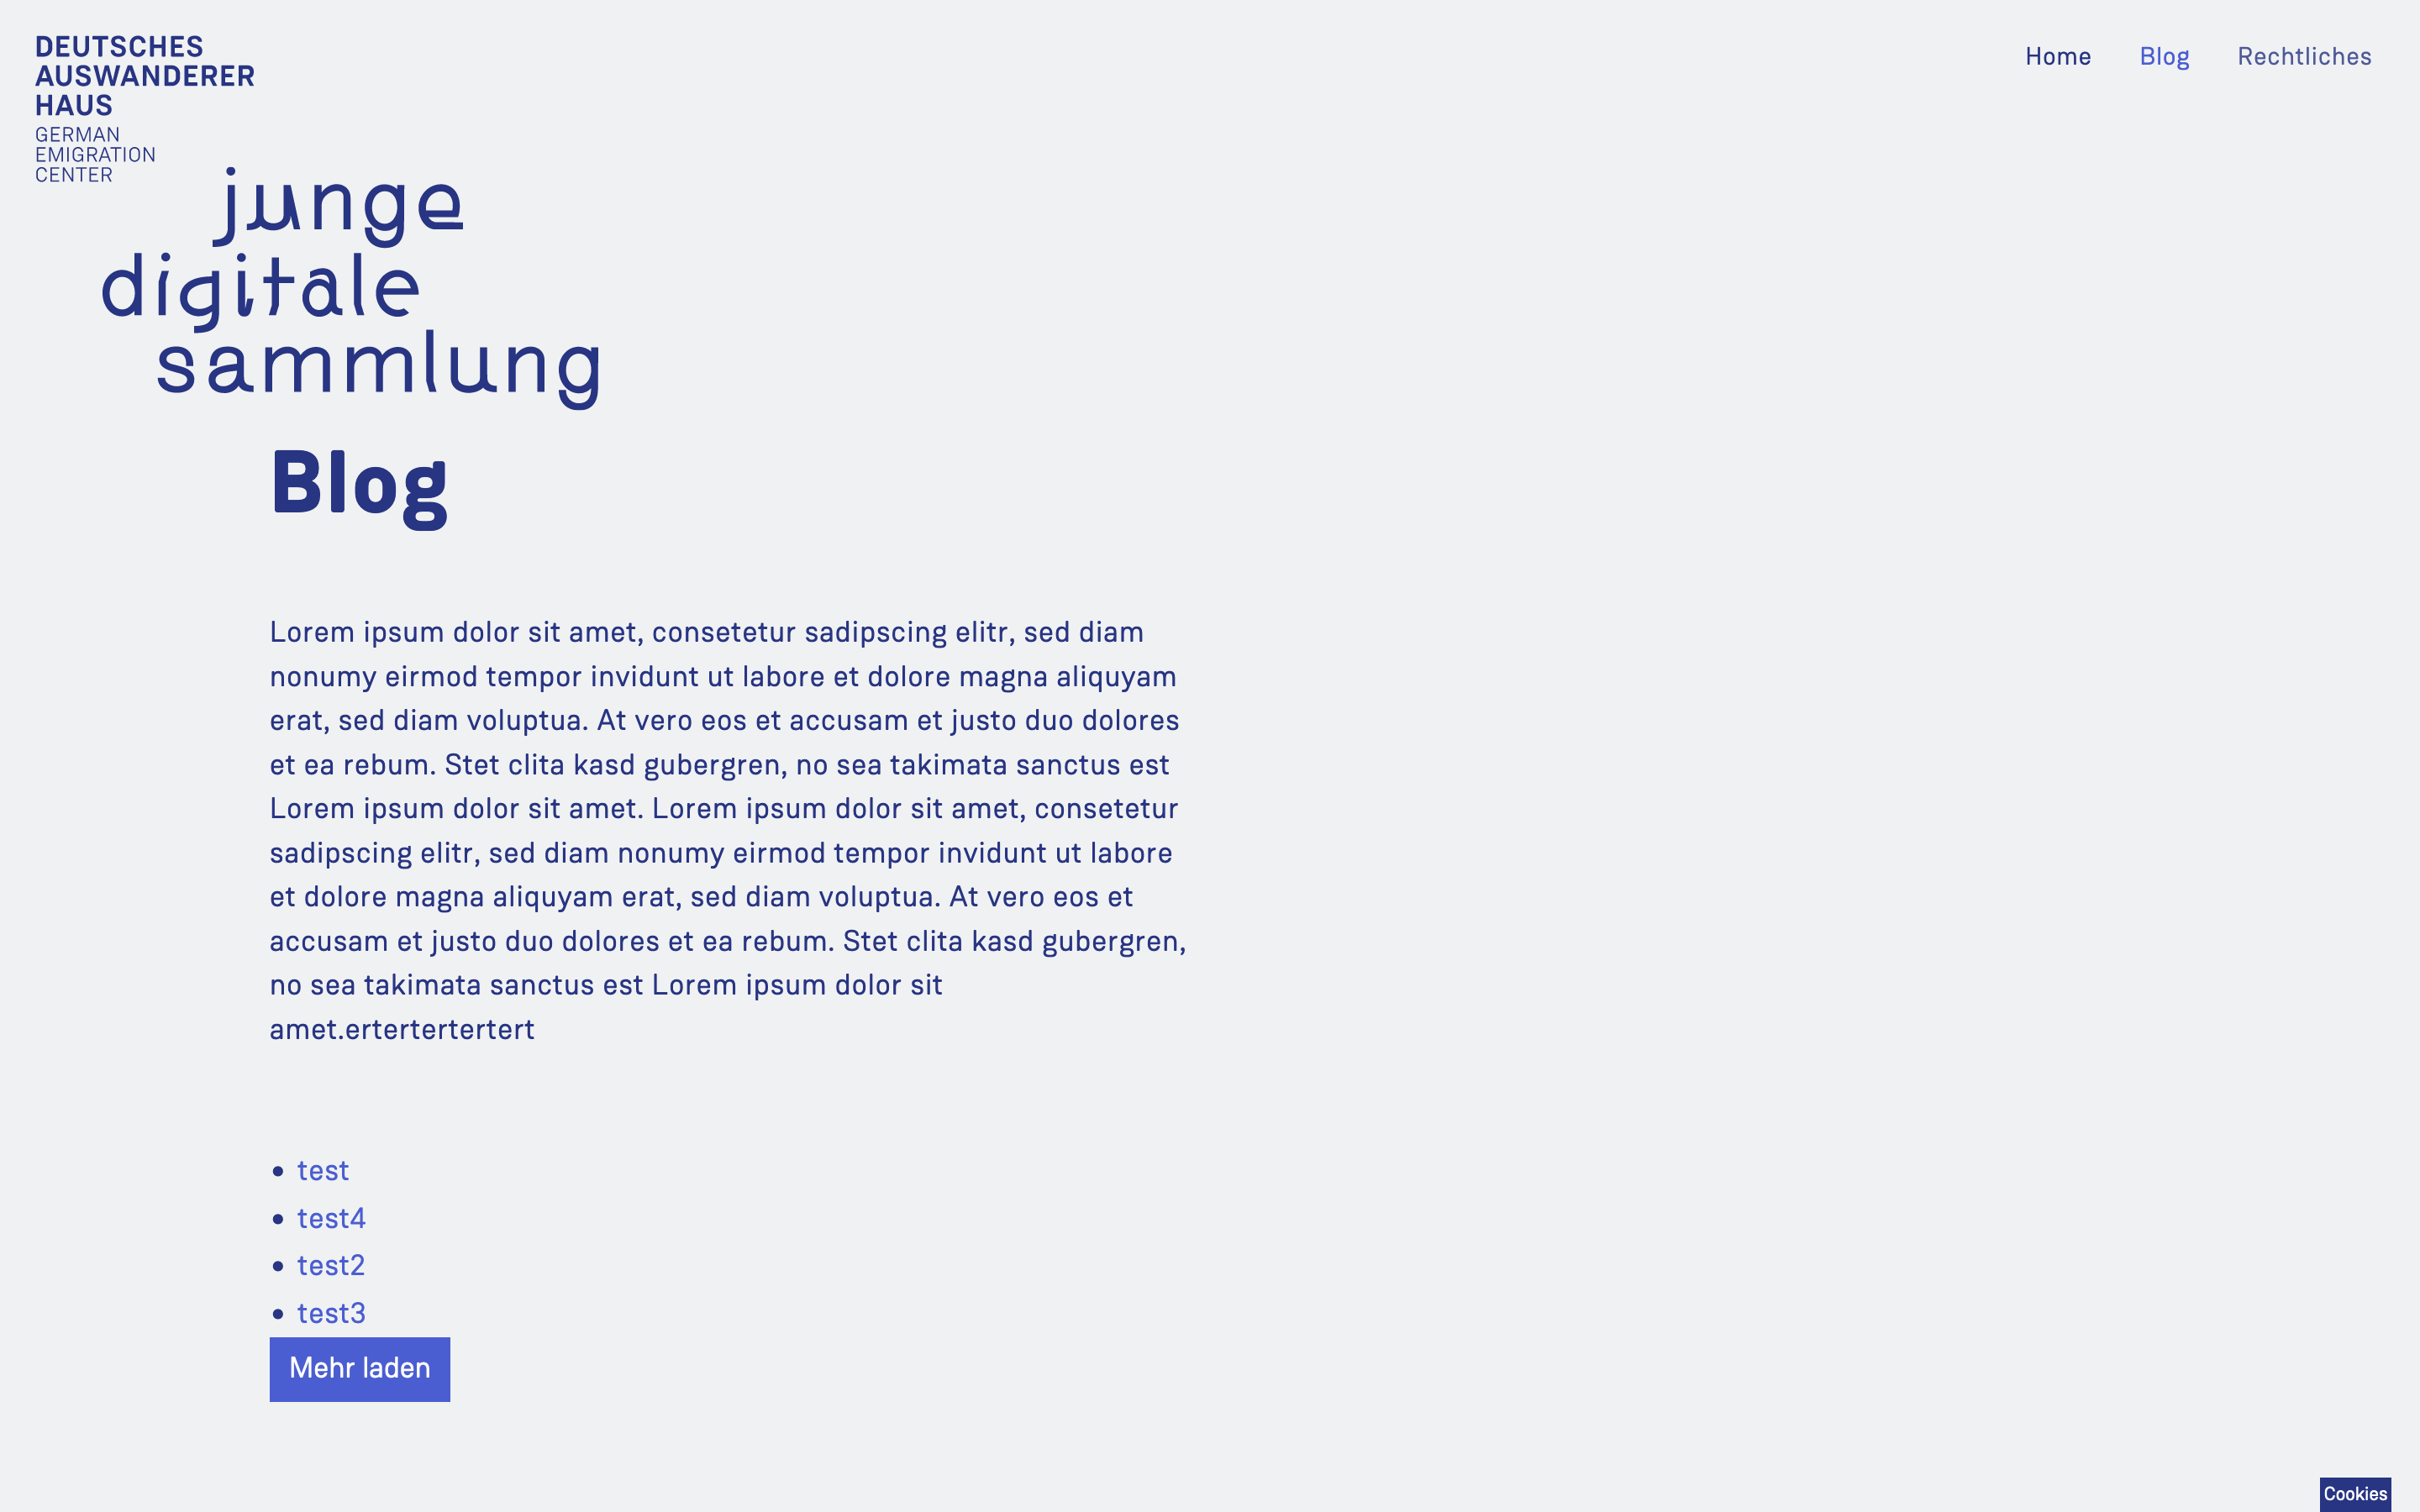 DEUTSCHES
AUSWANDERER
HAUS
GERMAN
EMIGRATION
CENTER
Home
Blog
Rechtliches
junge
digitale
sammlung
Blog
Lorem ipsum dolor sit amet, consetetur sadipscing elitr, sed diam
nonumy eirmod tempor invidunt ut labore et dolore magna aliquyam
erat, sed diam voluptua. At vero eos et accusam et justo duo dolores
et ea rebum. Stet clita kasd gubergren, no sea takimata sanctus est
Lorem ipsum dolor sit amet. Lorem ipsum dolor sit amet, consetetur
sadipscing elitr, sed diam nonumy eirmod tempor invidunt ut labore
et dolore magna aliquyam erat, sed diam voluptua. At vero eos et
accusam et justo duo dolores et ea rebum. Stet clita kasd gubergren,
no sea takimata sanctus est Lorem ipsum dolor sit
amet.ertertertertert
test
test4
test2
test3
Mehr laden
Cookies